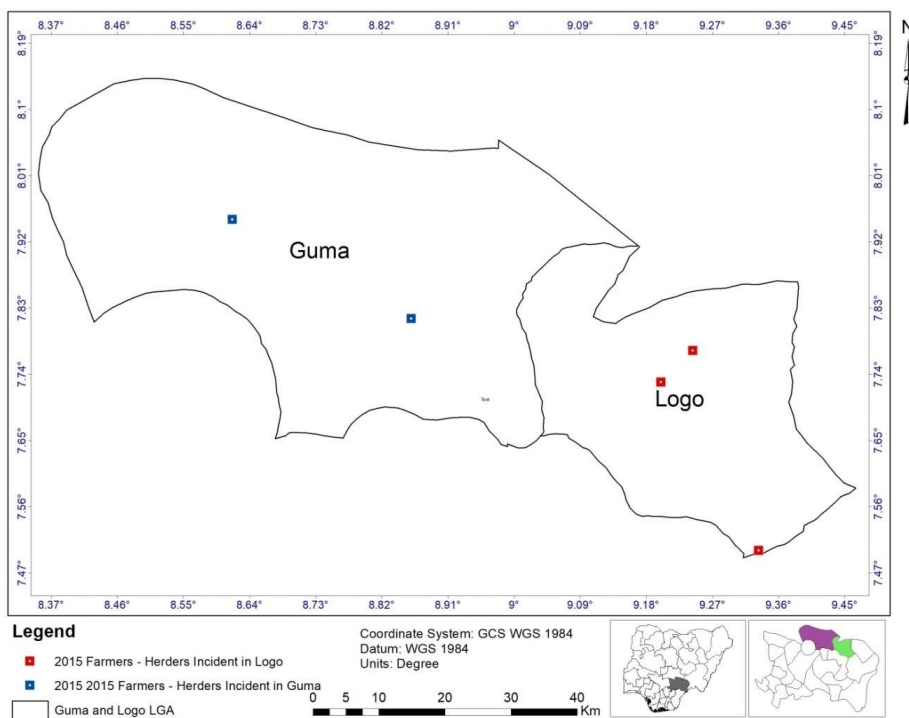 8.37° 8.46° 8.55° 8.64° 8.73° 8.82° 8.91° 9° 9.09° 9.18° 9.27° 9.36° 9.45°
N
8.19° 8.19°
8.1° 8.1°
8.01° 8.01°
7.92° 7.92°
Guma
7.83° 7.83°
7.74° 7.74°
Logo
Text
7.65° 7.65°
7.56° 7.56°
7.47° 7.47°
8.37° 8.46° 8.55° 8.64° 8.73° 8.82° 8.91° 9° 9.09° 9.18° 9.27° 9.36° 9.45°
Legend
2015 Farmers - Herders Incident in Logo
2015 2015 Farmers - Herders Incident in Guma
Guma and Logo LGA
Coordinate System: GCS WGS 1984
Datum: WGS 1984
Units: Degree
0 5 10 20 30 40
Km